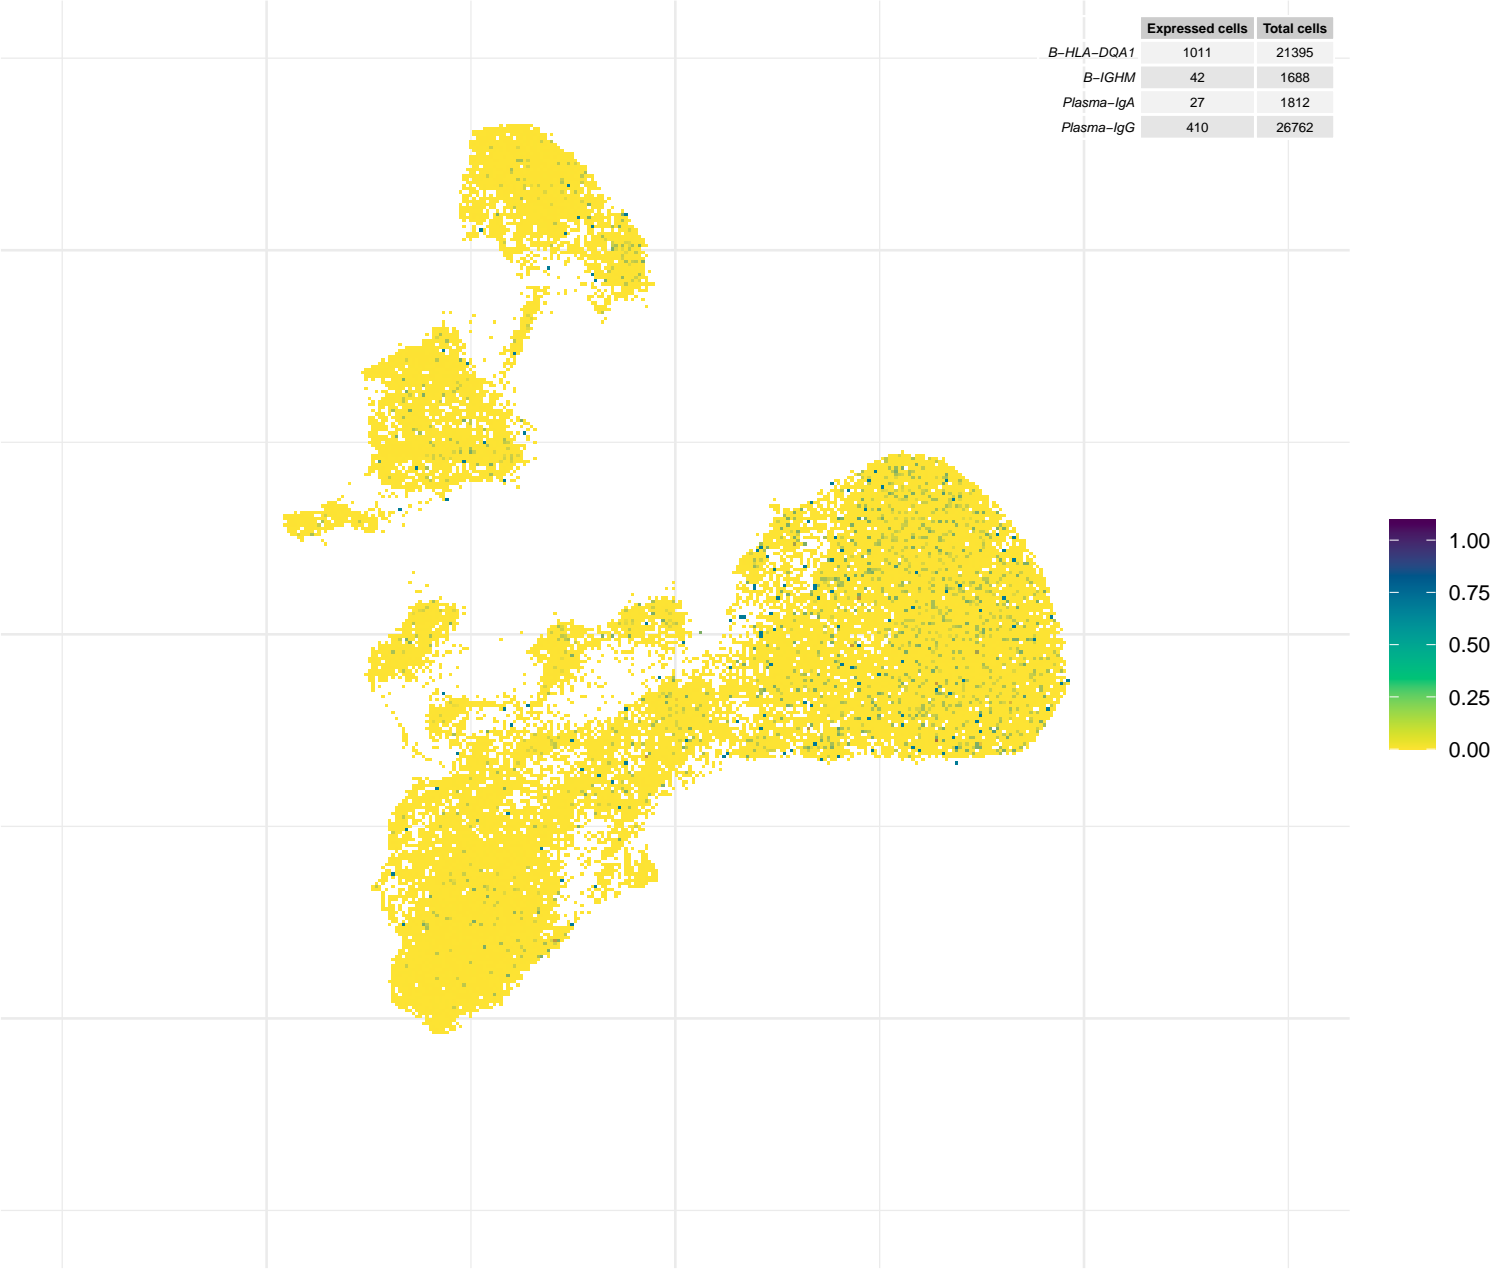 Expressed cells Total cells
B−HLA−DQA1 1011 21395
B−IGHM 42 1688
Plasma−IgA 27 1812
Plasma−IgG 410 26762
1.00
0.75
0.50
0.25
0.00